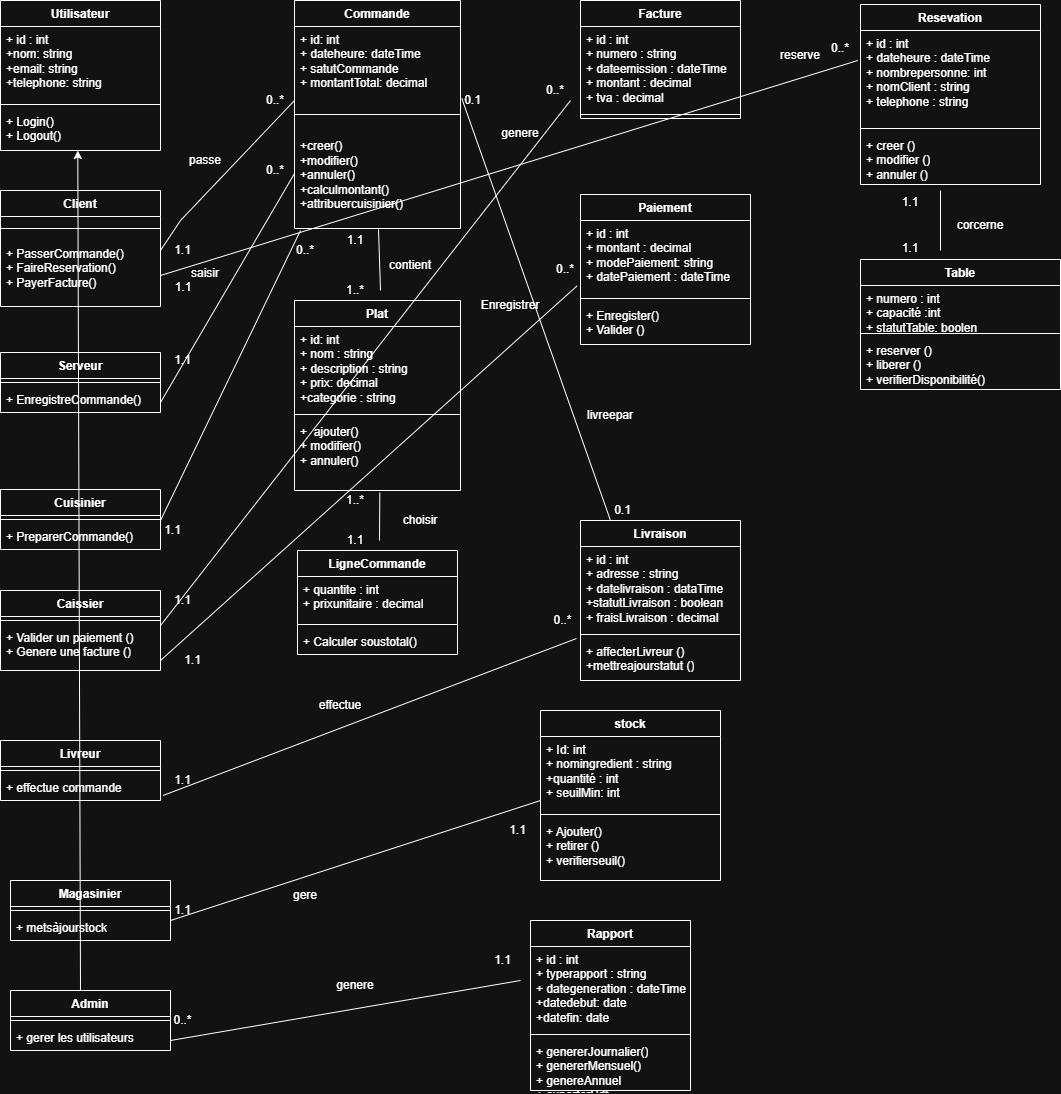 Utilisateur
+ id : int
+nom: string
+email: string
+telephone: string
+ Login()
+ Logout()
Commande
+ id: int
+ dateheure: dateTime
+ satutCommande
+ montantTotal: decimal
+creer()
+modifier()
+annuler()
+calculmontant()
+attribuercuisinier()
Facture
+ id : int
+ numero : string
+ dateemission : dateTime
+ montant : decimal
+ tva : decimal
Resevation
+ id : int
+ dateheure : dateTime
+ nombrepersonne: int
+ nomClient : string
+ telephone : string
+ creer ()
+ modifier ()
+ annuler ()
reserve
0..*
0..*
0..*
0.1
genere
passe
0..*
Client
+ PasserCommande()
+ FaireReservation()
+ PayerFacture()
1.1
saisir
1.1
0..*
1.1
contient
1..*
Paiement
+ id : int
+ montant : decimal
+ modePaiement: string
+ datePaiement : dateTime
+ Enregister()
+ Valider ()
0..*
Enregistrer
1.1
corcerne
1.1
Table
+ numero : int
+ capacité :int
+ statutTable: boolen
+ reserver ()
+ liberer ()
+ verifierDisponibilité()
Plat
+ id: int
+ nom : string
+ description : string
+ prix: decimal
+categorie : string
+ ajouter()
+ modifier()
+ annuler()
Serveur
+ EnregistreCommande()
1.1
livreepar
Cuisinier
+ PreparerCommande()
1.1
1..*
choisir
1.1
LigneCommande
+ quantite : int
+ prixunitaire : decimal
+ Calculer soustotal()
0.1
Livraison
+ id : int
+ adresse : string
+ datelivraison : dataTime
+statutLivraison : boolean
+ fraisLivraison : decimal
+ affecterLivreur ()
+mettreajourstatut ()
0..*
Caissier
+ Valider un paiement ()
+ Genere une facture ()
1.1
1.1
effectue
Livreur
+ effectue commande
1.1
stock
+ Id: int
+ nomingredient : string
+quantité : int
+ seuilMin: int
+ Ajouter()
+ retirer ()
+ verifierseuil()
1.1
gere
Magasinier
+ metsàjourstock
1.1
Rapport
+ id : int
+ typerapport : string
+ dategeneration : dateTime
+datedebut: date
+datefin: date
+ genererJournalier()
+ genererMensuel()
+ genereAnnuel
1.1
genere
Admin
+ gerer les utilisateurs
0..*